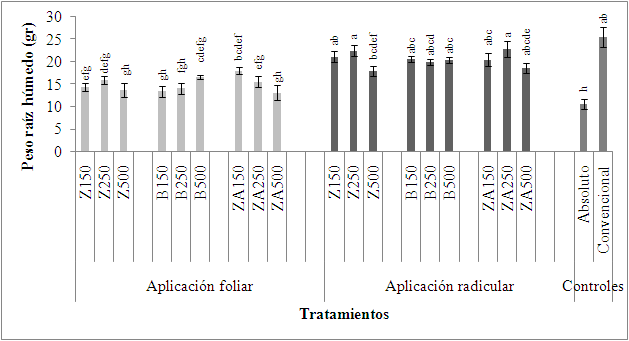 Peso raíz húmedo (gr)
30
25
20
15
10
5
0
efg
defg
gh
gh
fgh
cdefg
bcdef
efg
gh
ab
a
bcdef
abc
abcd
abc
abc
a
abcde
h
ab
Z150
Z250
Z500
B150
B250
B500
ZA150
ZA250
ZA500
Z150
Z250
Z500
B150
B250
B500
ZA150
ZA250
ZA500
Absoluto
Convencional
Aplicación foliar
Aplicación radicular
Controles
Tratamientos